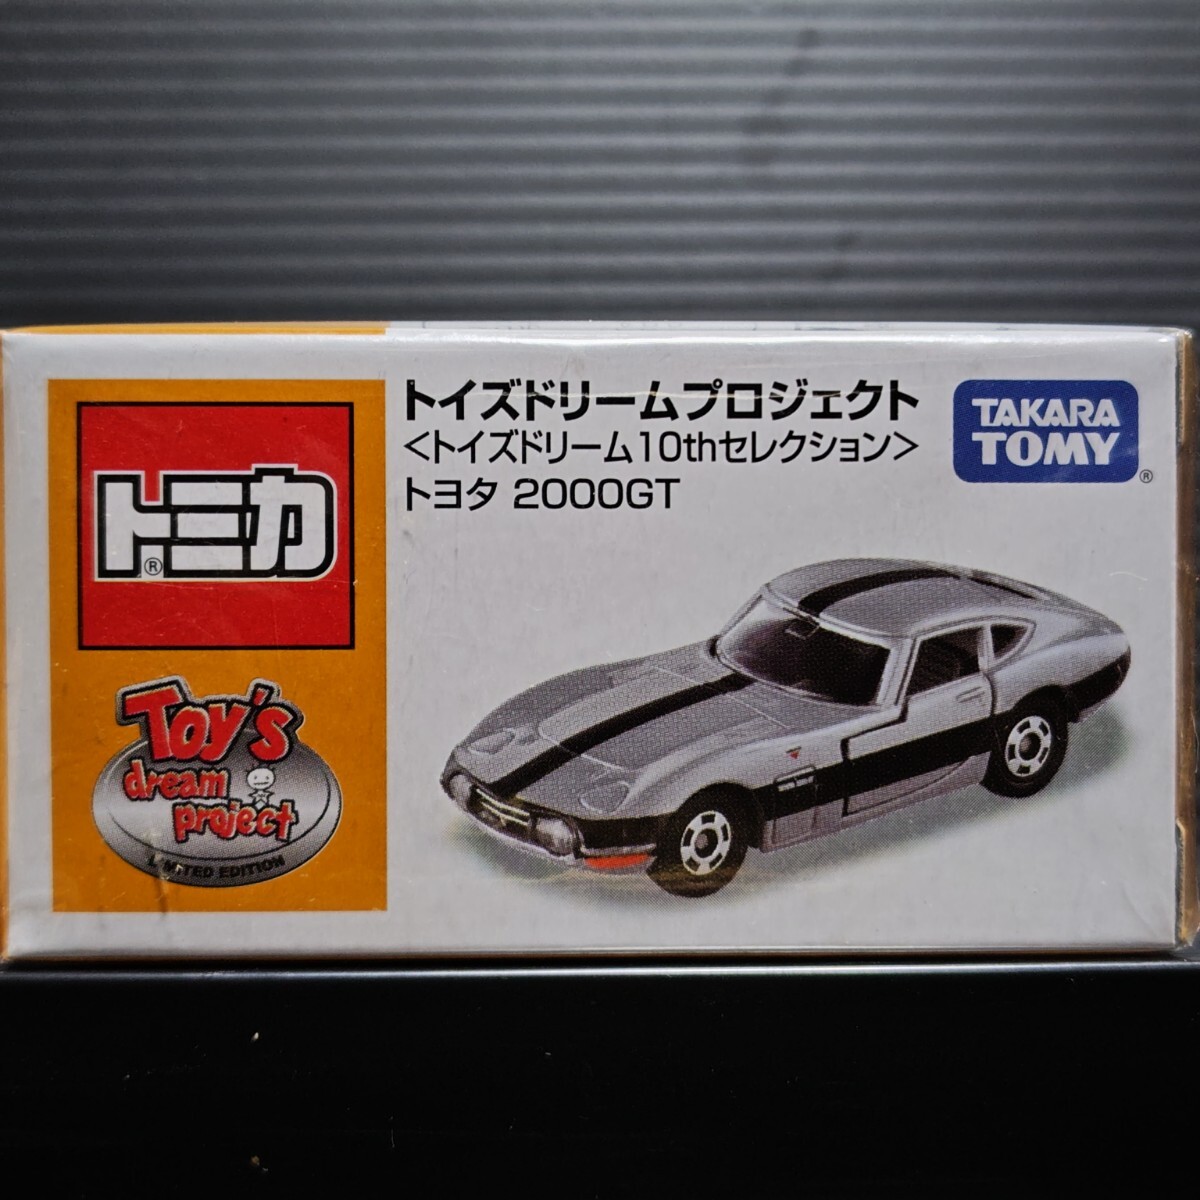 トミカ®
Toy's
dream
project
LIMITED EDITION
トイズドリームプロジェクト
<トイズドリーム10thセレクション>
トヨタ 2000GT
TAKARA
TOMY®